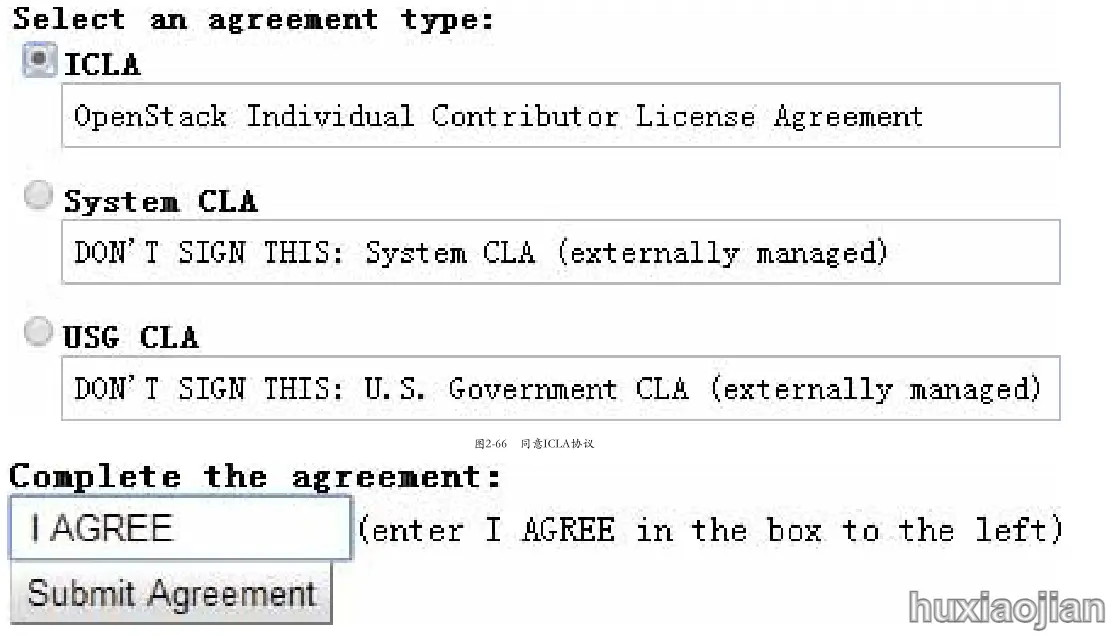 Select an agreement type:
ICLA
OpenStack Individual Contributor License Agreement
System CLA
DON'T SIGN THIS: System CLA (externally managed)
USG CLA
DON'T SIGN THIS: U.S. Government CLA (externally managed)
图2-66 同意ICLA协议
Complete the agreement:
I AGREE (enter I AGREE in the box to the left)
Submit Agreement
huxiaojian